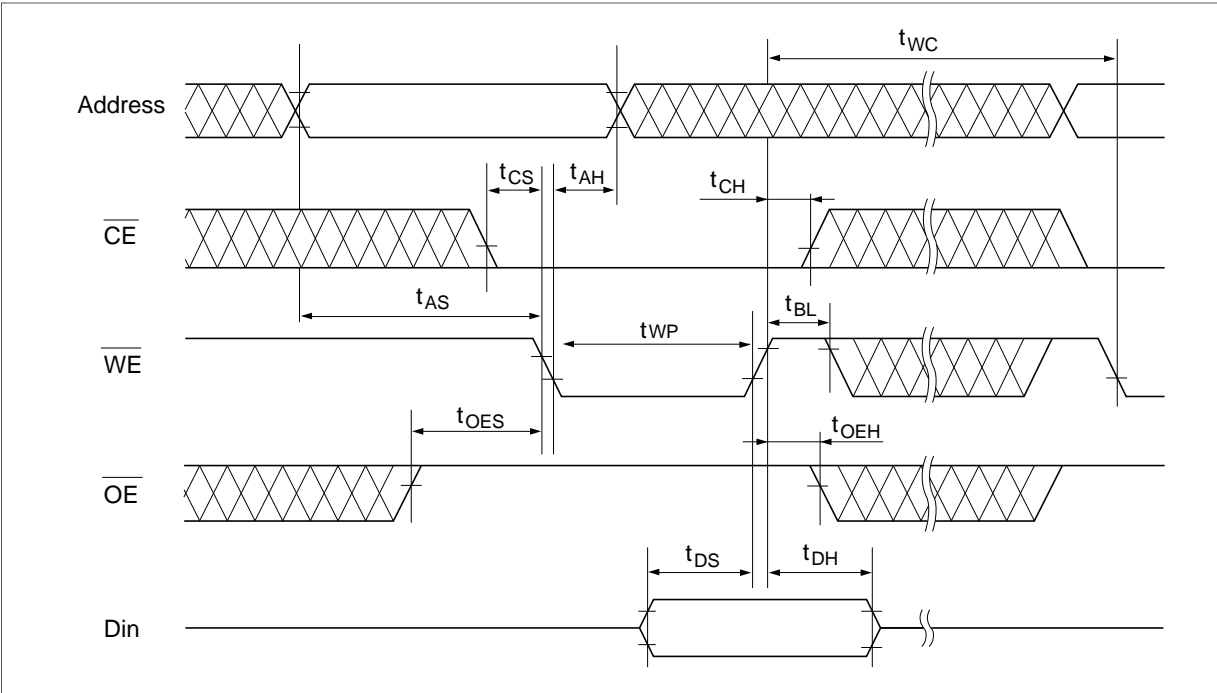 tWC
Address
tCS
tAH
tCH
CE
tAS
tBL
tWP
WE
tOES
tOEH
OE
tDS
tDH
Din